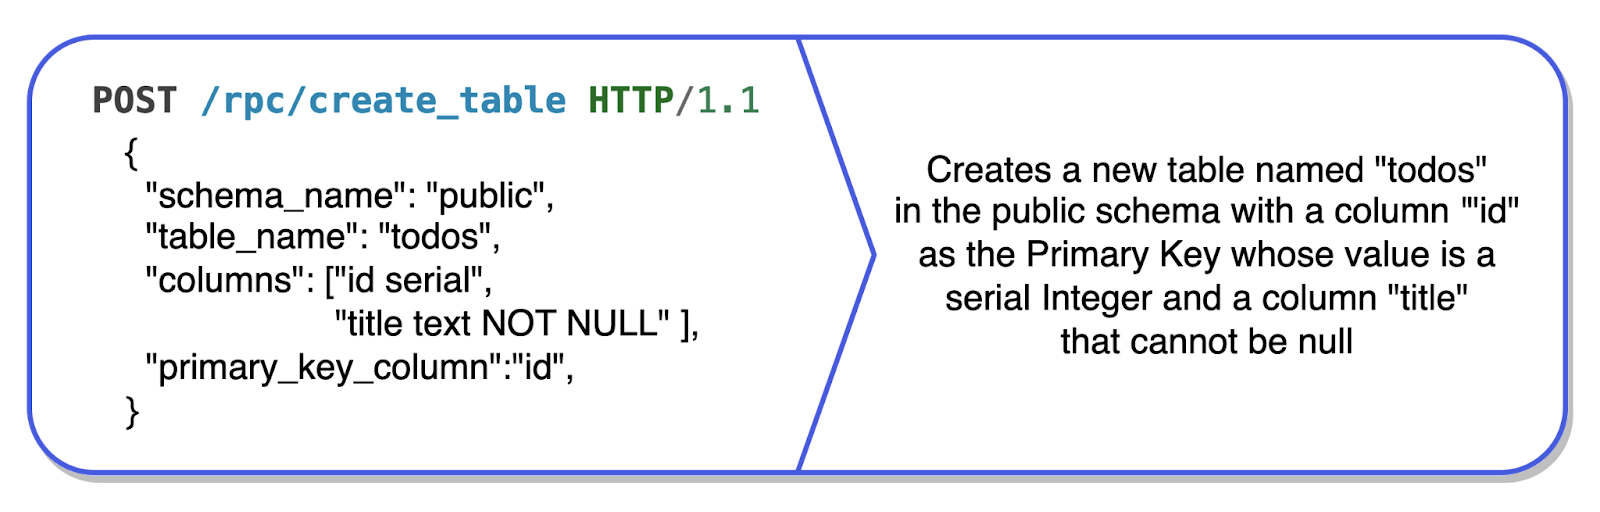 POST /rpc/create_table HTTP/1.1
{
"schema_name": "public",
"table_name": "todos",
"columns": ["id serial",
"title text NOT NULL" ],
"primary_key_column":"id",
}
Creates a new table named "todos"
in the public schema with a column '"id"
as the Primary Key whose value is a
serial Integer and a column "title"
that cannot be null